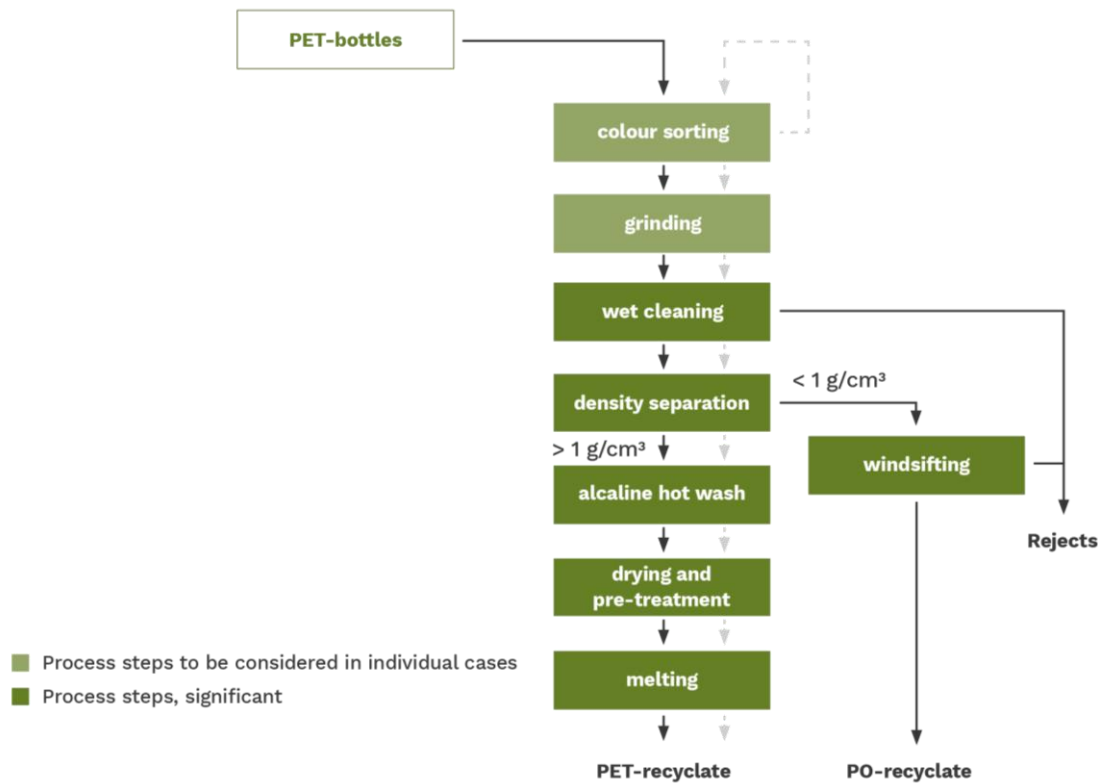 PET-bottles
colour sorting
grinding
wet cleaning
density separation
< 1 g/cm³
> 1 g/cm³
windsifting
alcaline hot wash
Rejects
drying and
pre-treatment
Process steps to be considered in individual cases
Process steps, significant
melting
PET-recyclate
PO-recyclate